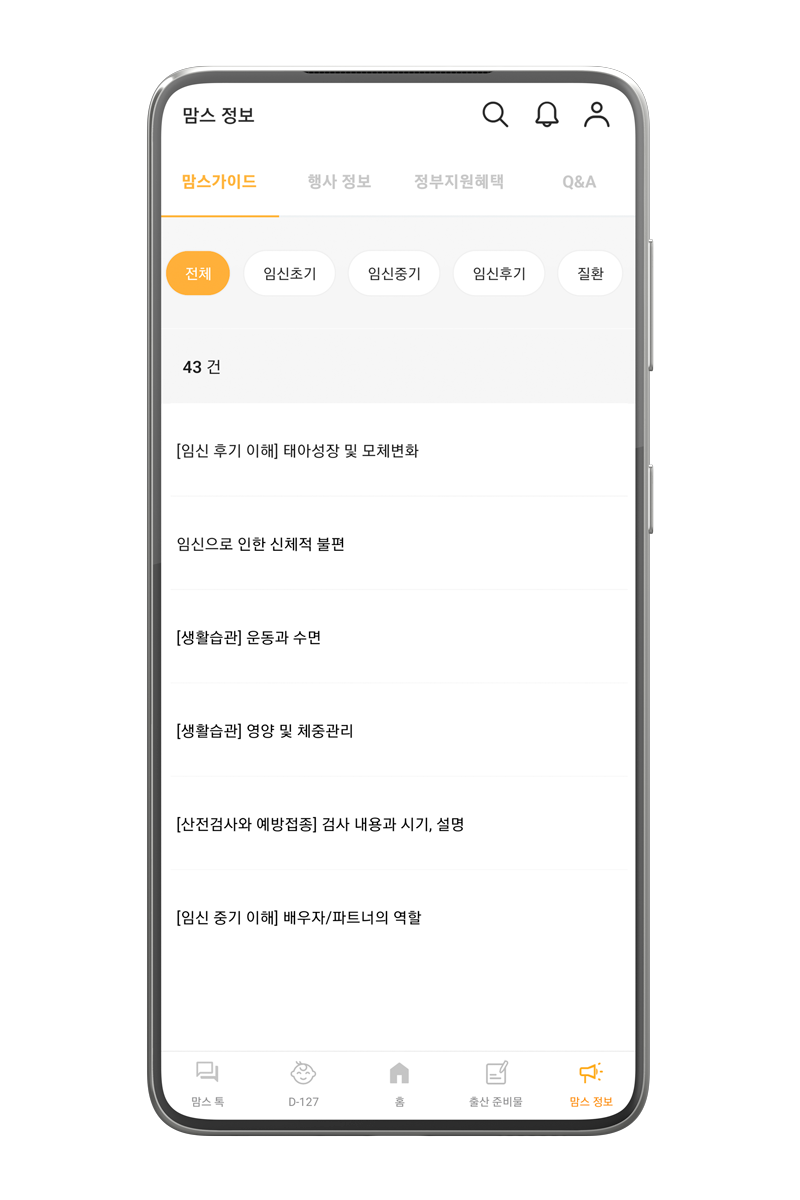 맘스 정보
맘스가이드 행사 정보 정부지원혜택 Q&A
전체 임신초기 임신중기 임신후기 질환
43 건
[임신 후기 이해] 태아성장 및 모체변화
임신으로 인한 신체적 불편
[생활습관] 운동과 수면
[생활습관] 영양 및 체중관리
[산전검사와 예방접종] 검사 내용과 시기, 설명
[임신 중기 이해] 배우자/파트너의 역할
맘스 톡 D-127 홈 출산 준비물 맘스 정보